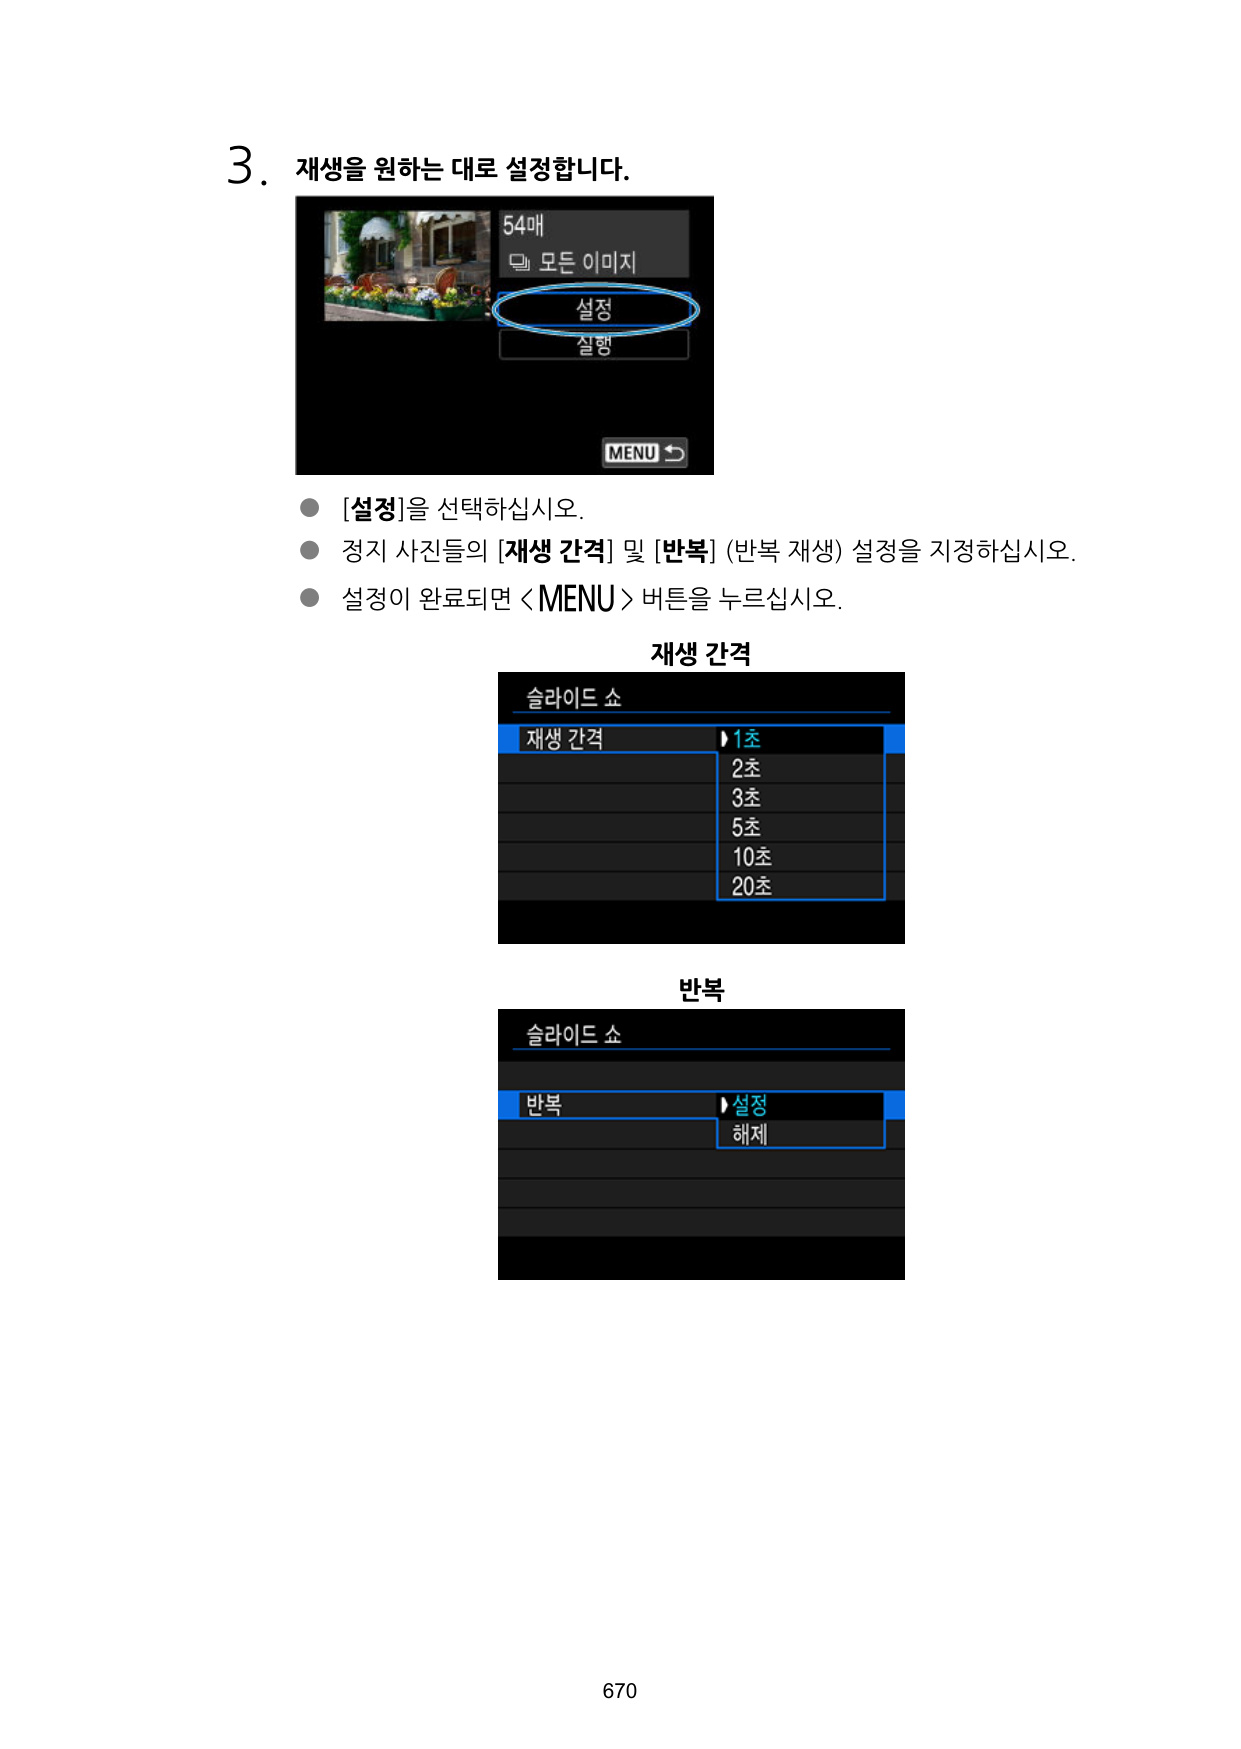 3. 재생을 원하는 대로 설정합니다.
54매
모든 이미지
설정
실행
MENU
● [설정]을 선택하십시오.
● 정지 사진들의 [재생 간격] 및 [반복] (반복 재생) 설정을 지정하십시오.
● 설정이 완료되면 <MENU> 버튼을 누르십시오.
재생 간격
슬라이드 쇼
재생 간격 1초
2초
3초
5초
10초
20초
반복
슬라이드 쇼
반복 설정
해제
670